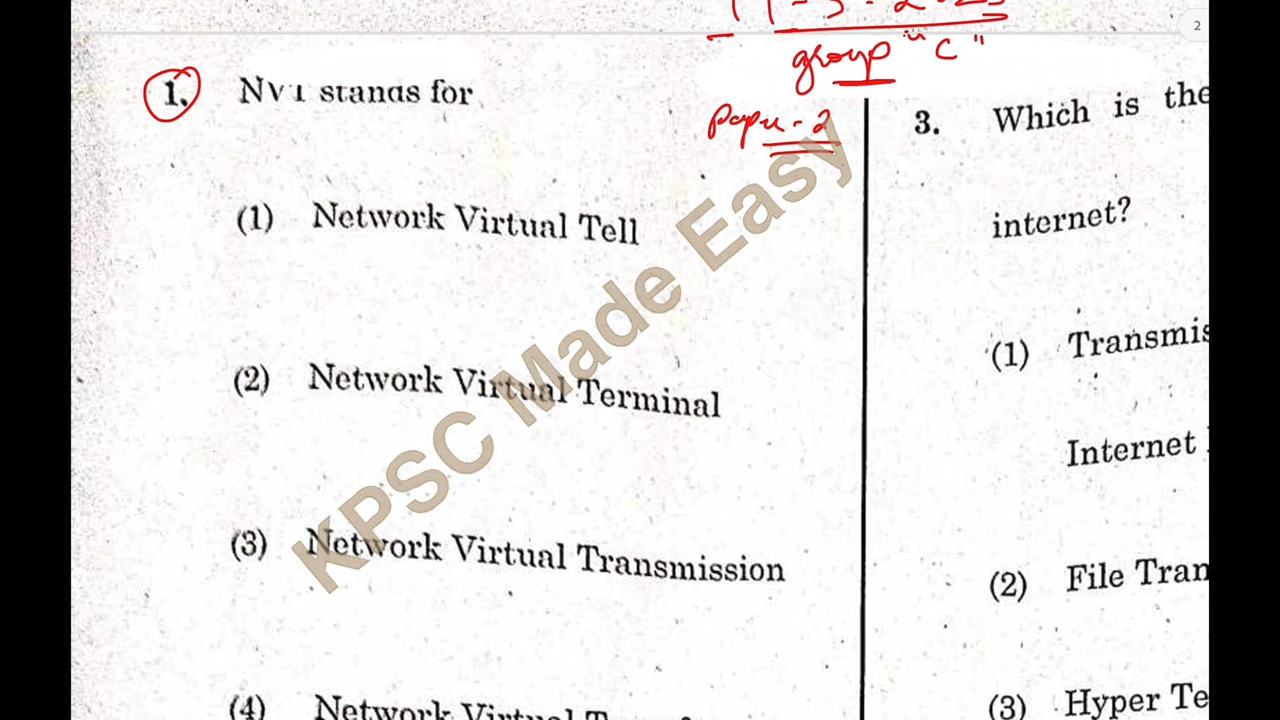 group "C"
2
1. NVT stands for
Paper - 2
(1) Network Virtual Tell
(2) Network Virtual Terminal
(3) Network Virtual Transmission
(4) Network Virtual
3. Which is the
internet?
(1) Transmis
Internet
(2) File Tran
(3) Hyper Te
KPSC Made Easy